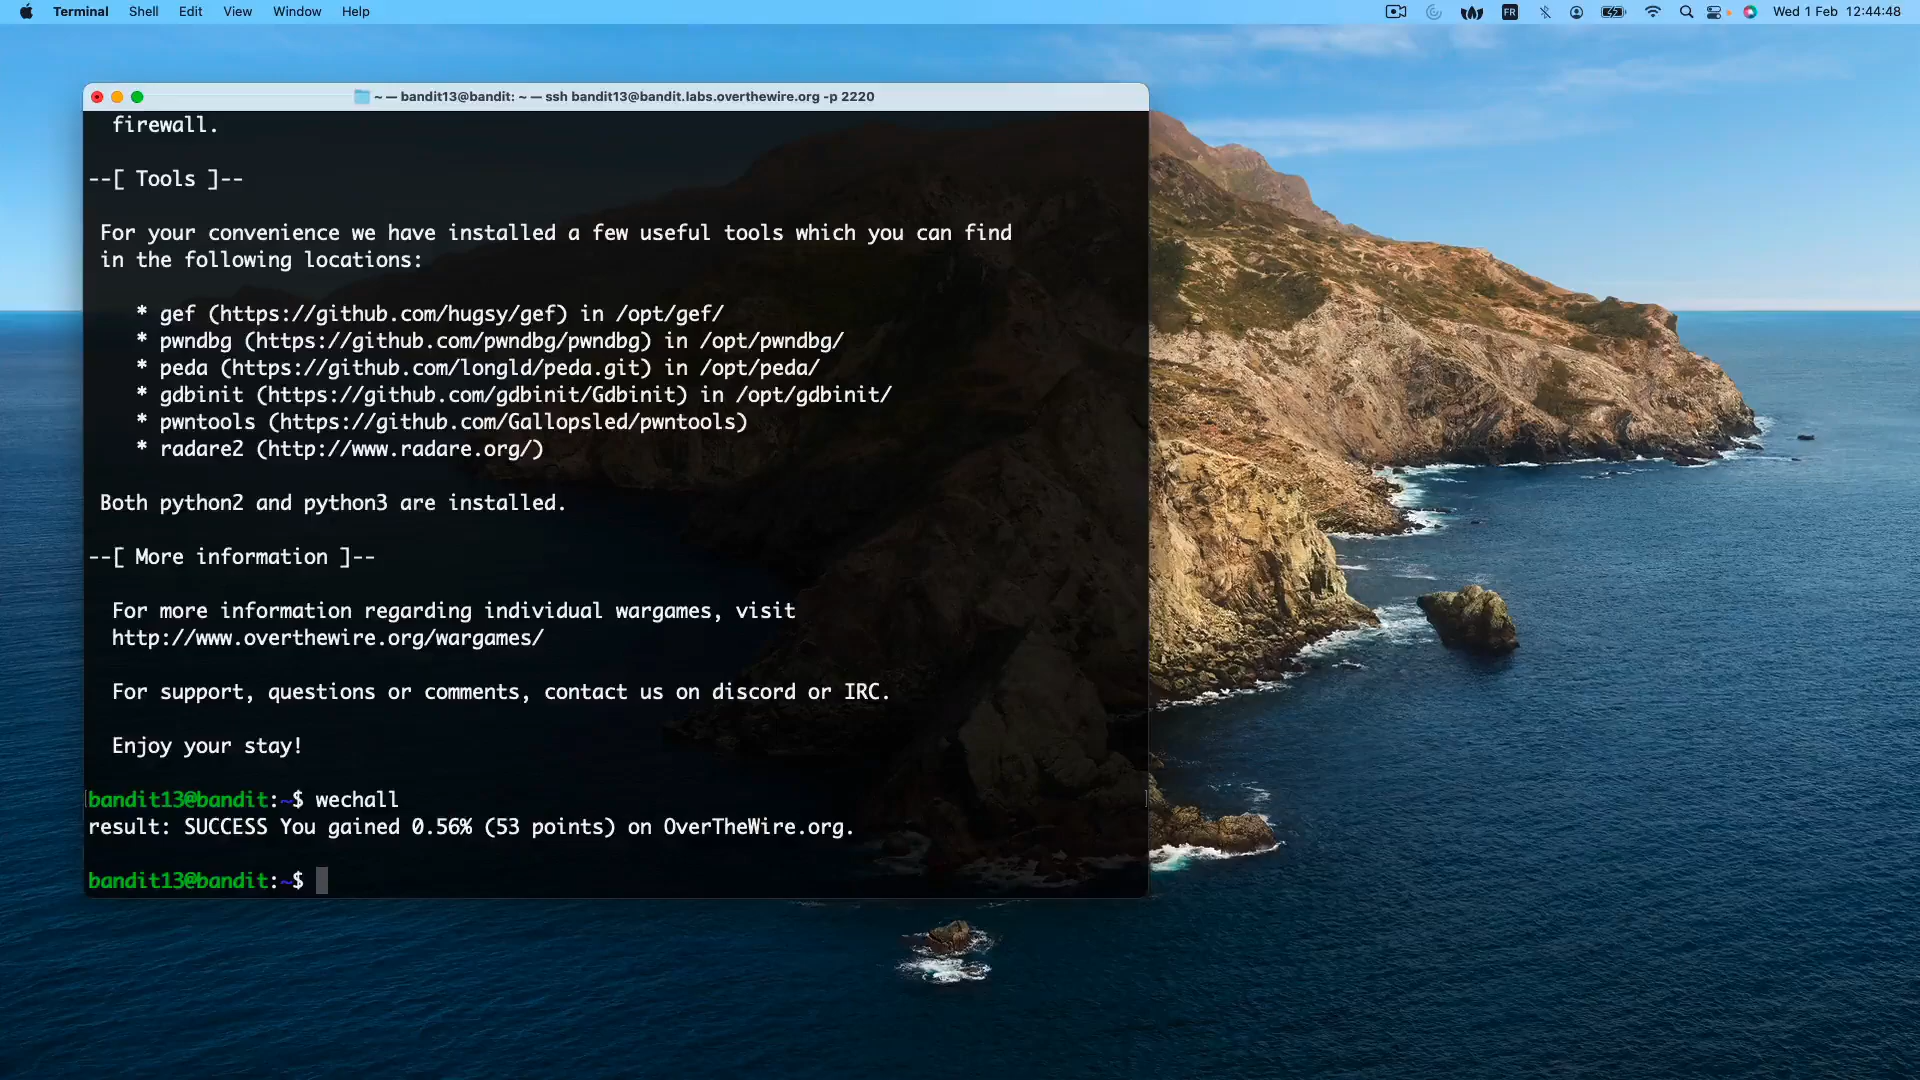 Terminal Shell Edit View Window Help
FR
Wed 1 Feb 12:44:48
~ — bandit13@bandit: ~ — ssh bandit13@bandit.labs.overthewire.org -p 2220
firewall.
--[ Tools ]--
For your convenience we have installed a few useful tools which you can find
in the following locations:
* gef (https://github.com/hugsy/gef) in /opt/gef/
* pwndbg (https://github.com/pwndbg/pwndbg) in /opt/pwndbg/
* peda (https://github.com/longld/peda.git) in /opt/peda/
* gdbinit (https://github.com/gdbinit/Gdbinit) in /opt/gdbinit/
* pwntools (https://github.com/Gallopsled/pwntools)
* radare2 (http://www.radare.org/)
Both python2 and python3 are installed.
--[ More information ]--
For more information regarding individual wargames, visit
http://www.overthewire.org/wargames/
For support, questions or comments, contact us on discord or IRC.
Enjoy your stay!
bandit13@bandit:~$ wechall
result: SUCCESS You gained 0.56% (53 points) on OverTheWire.org.
bandit13@bandit:~$